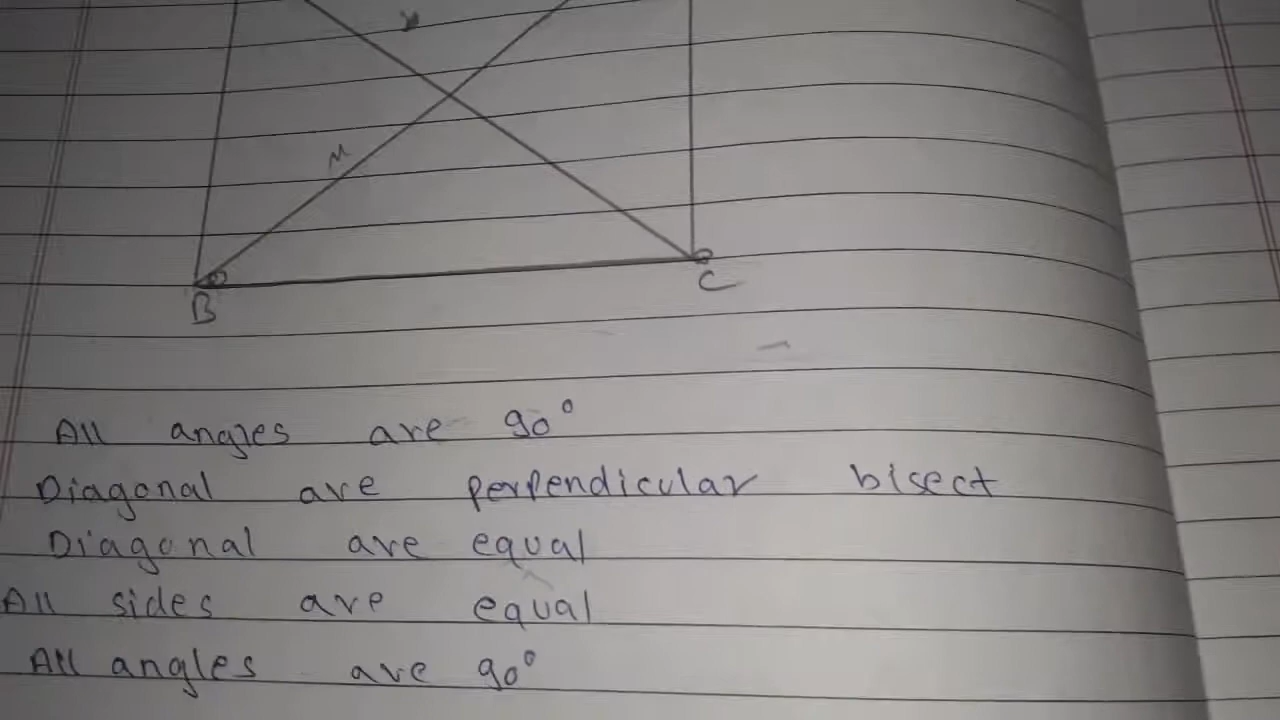 B
C
All angles are 90°
Diagonal are perpendicular bisect
Diagonal are equal
All sides are equal
All angles are 90°